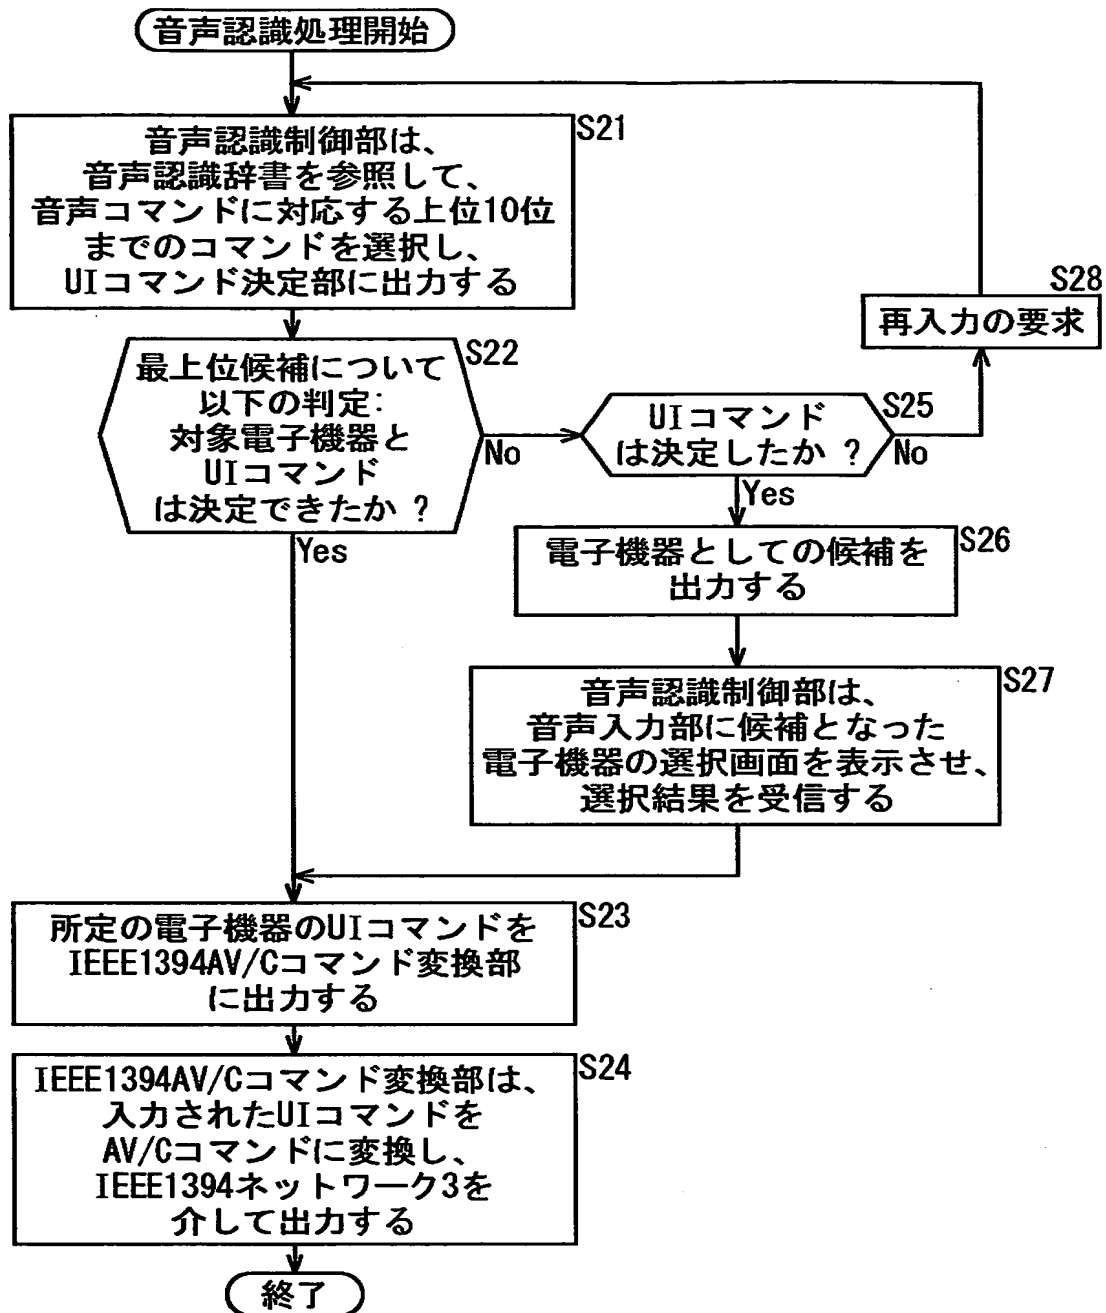 音声認識処理開始
S21
音声認識制御部は、
音声認識辞書を参照して、
音声コマンドに対応する上位10位
までのコマンドを選択し、
UIコマンド決定部に出力する
S28
再入力の要求
S22
最上位候補について
以下の判定:
対象電子機器と
UIコマンド
は決定できたか ?
No
Yes
S25
UIコマンド
は決定したか ?
No
Yes
S26
電子機器としての候補を
出力する
S27
音声認識制御部は、
音声入力部に候補となった
電子機器の選択画面を表示させ、
選択結果を受信する
S23
所定の電子機器のUIコマンドを
IEEE1394AV/Cコマンド変換部
に出力する
S24
IEEE1394AV/Cコマンド変換部は、
入力されたUIコマンドを
AV/Cコマンドに変換し、
IEEE1394ネットワーク3を
介して出力する
終了